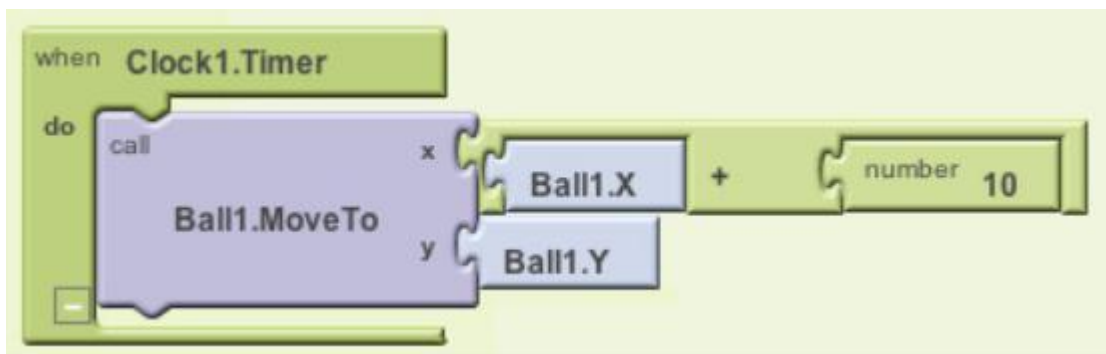 when Clock1.Timer
do
call Ball1.MoveTo
x Ball1.X + number 10
y Ball1.Y